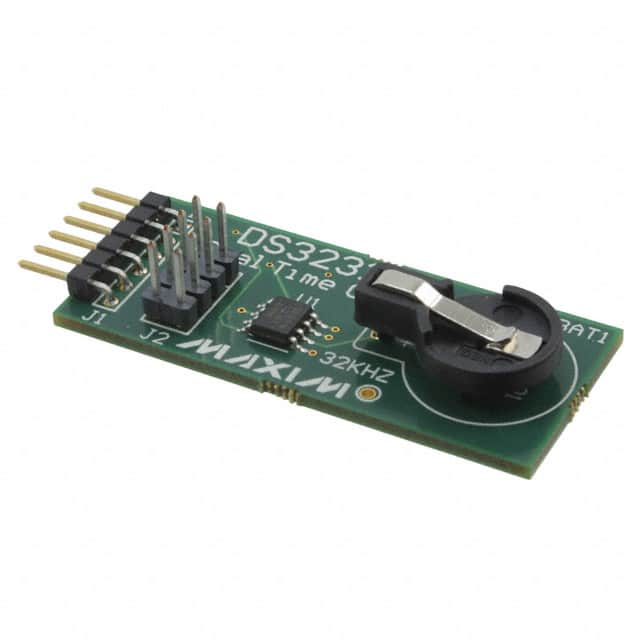 DS323
al Time
U1
J1
J2
MAXIM
32KHZ
BAT1